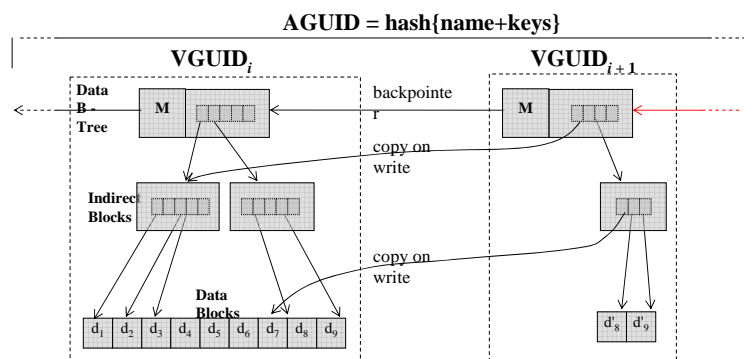 AGUID = hash{name+keys}
VGUIDi
VGUIDi + 1
Data
B -
Tree
M
backpointe
r
M
copy on
write
Indirect
Blocks
copy on
write
Data
Blocks
d1 d2 d3 d4 d5 d6 d7 d8 d9
d'8 d'9